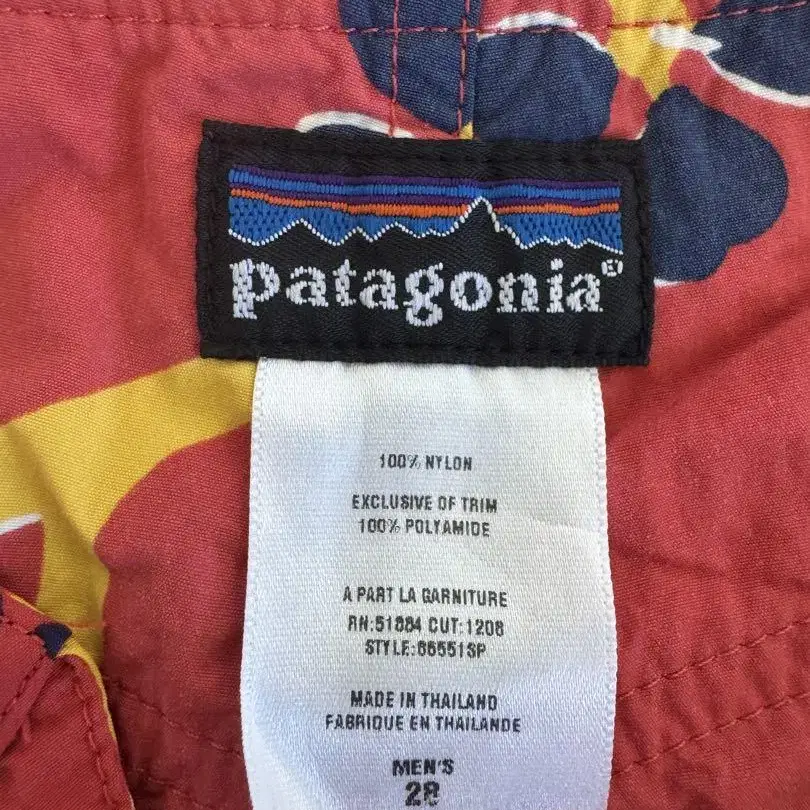 patagonia®
100% NYLON
EXCLUSIVE OF TRIM
100% POLYAMIDE
A PART LA GARNITURE
RN:51884 CUT:1208
STYLE:86551SP
MADE IN THAILAND
FABRIQUE EN THAILANDE
MEN'S
28